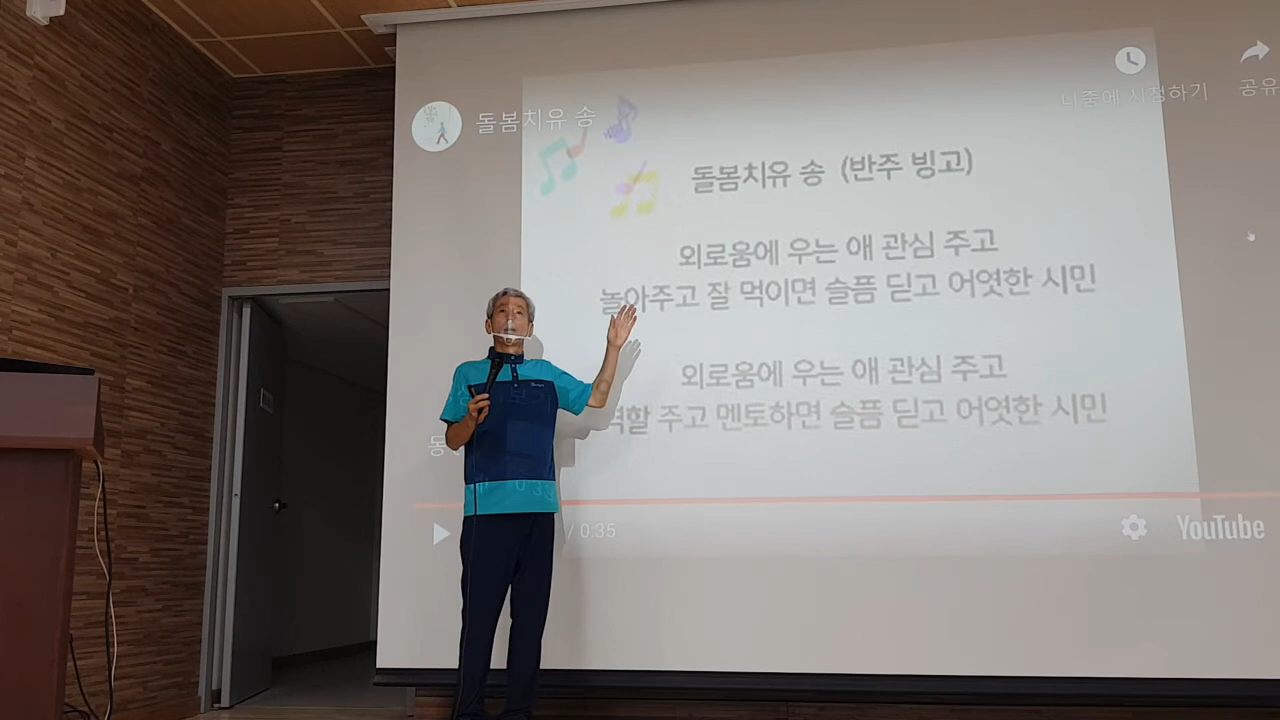 돌봄치유 송
나중에 시청하기
공유
돌봄치유 송 (반주 빙고)
외로움에 우는 애 관심 주고
놀아주고 잘 먹이면 슬픔 딛고 어엿한 시민
외로움에 우는 애 관심 주고
역할 주고 멘토하면 슬픔 딛고 어엿한 시민
/ 0:35
YouTube